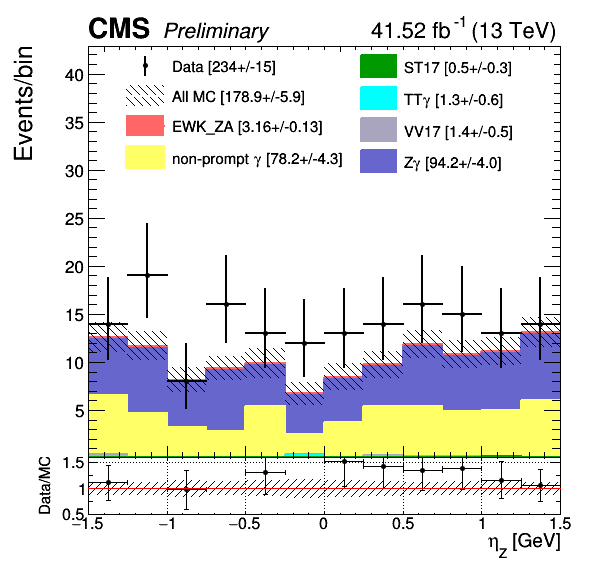 CMS Preliminary 41.52 fb⁻¹ (13 TeV)
Events/bin
Data [234+/-15]
All MC [178.9+/-5.9]
EWK_ZA [3.16+/-0.13]
non-prompt γ [78.2+/-4.3]
ST17 [0.5+/-0.3]
TTγ [1.3+/-0.6]
VV17 [1.4+/-0.5]
Zγ [94.2+/-4.0]
40
35
30
25
20
15
10
5
Data/MC
1.5
1
0.5
−1.5 −1 −0.5 0 0.5 1 1.5
η_Z [GeV]